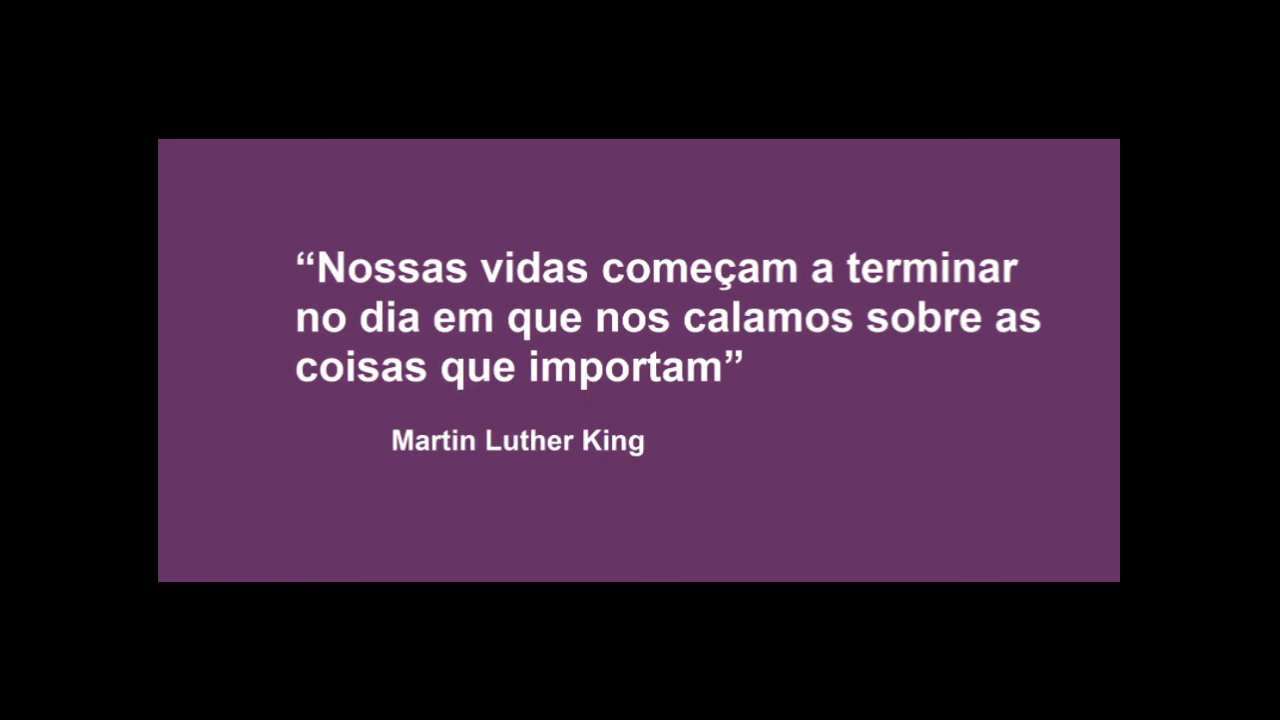 “Nossas vidas começam a terminar
no dia em que nos calamos sobre as
coisas que importam”
Martin Luther King